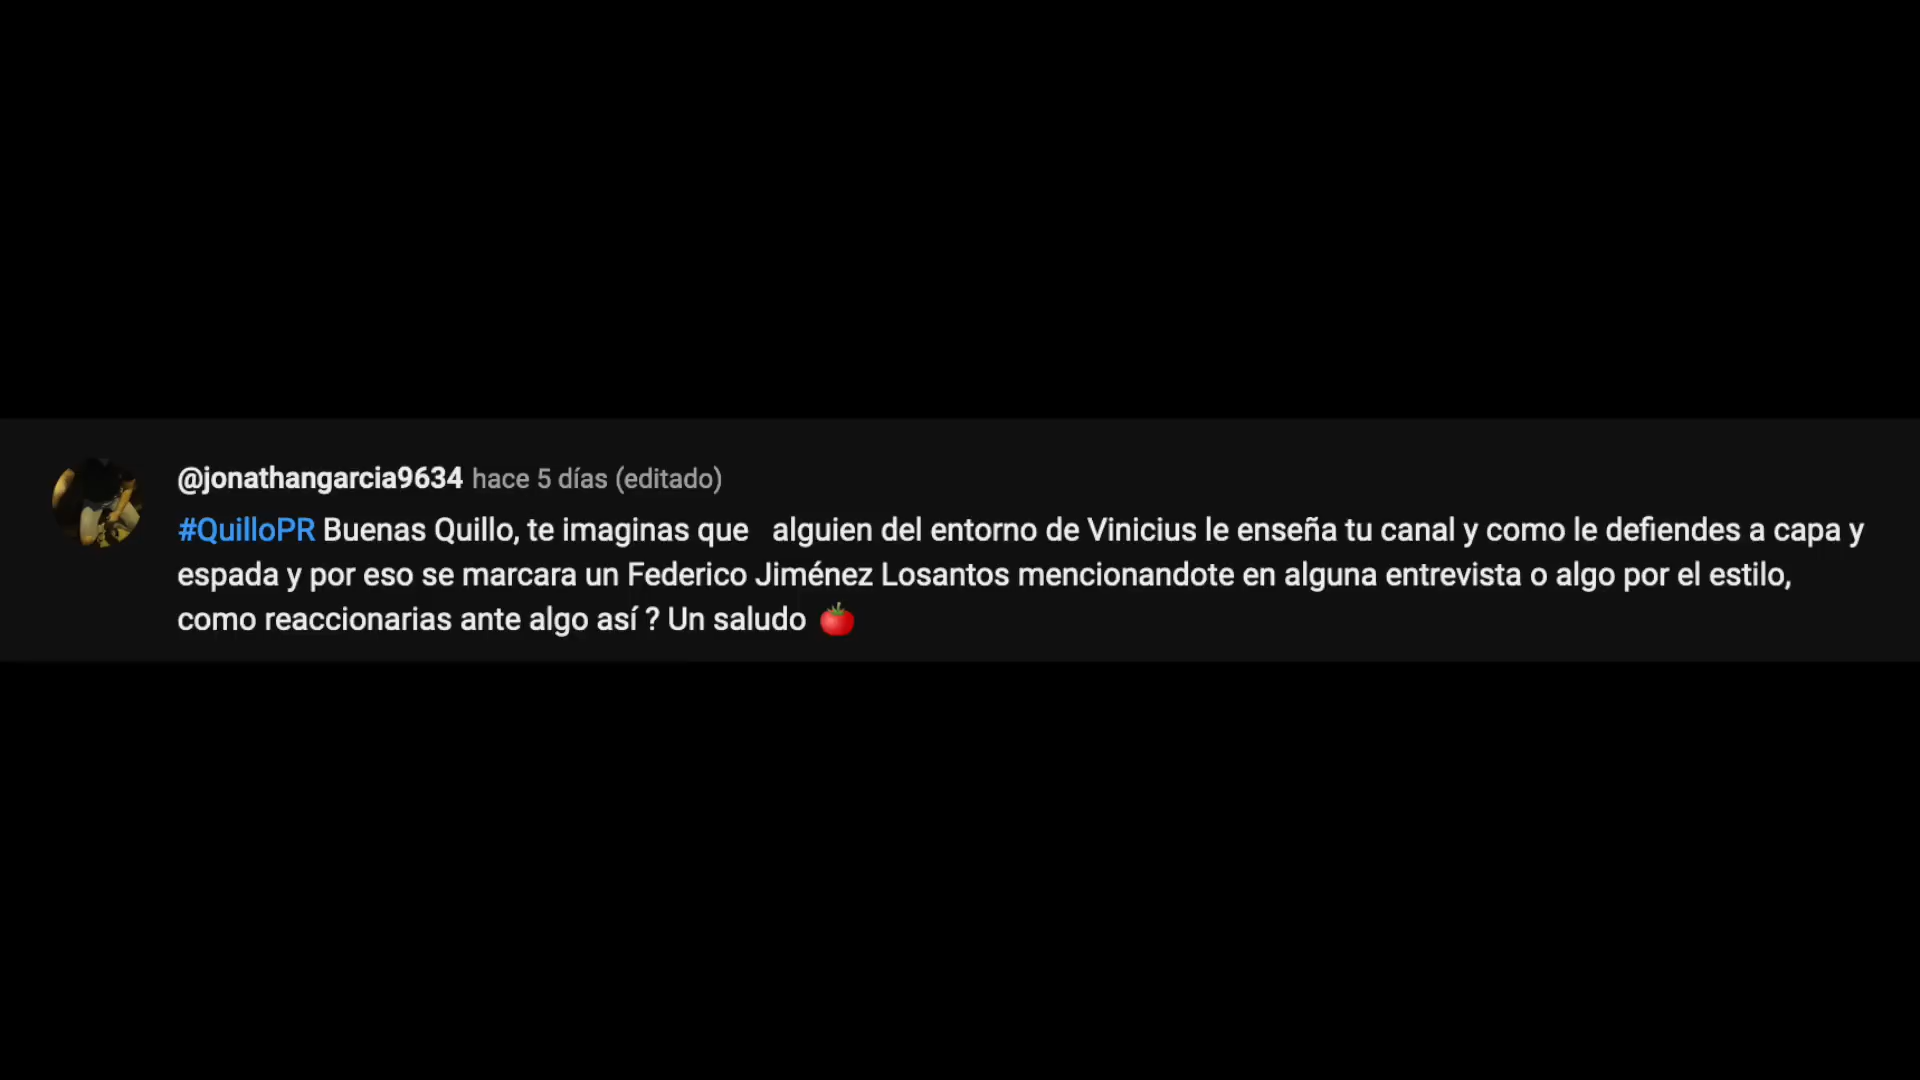 @jonathangarcia9634 hace 5 días (editado)
#QuilloPR Buenas Quillo, te imaginas que   alguien del entorno de Vinicius le enseña tu canal y como le defiendes a capa y
espada y por eso se marcara un Federico Jiménez Losantos mencionandote en alguna entrevista o algo por el estilo,
como reaccionarias ante algo así ? Un saludo 🍅